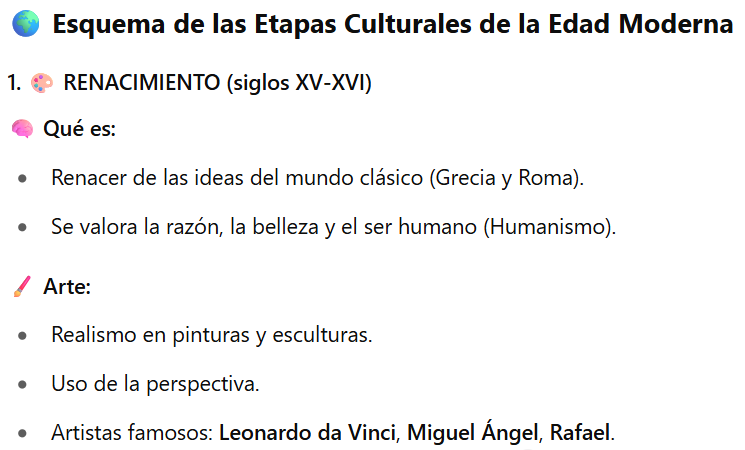 🌍 Esquema de las Etapas Culturales de la Edad Moderna
1. 🎨 RENACIMIENTO (siglos XV-XVI)
🧠 Qué es:
• Renacer de las ideas del mundo clásico (Grecia y Roma).
• Se valora la razón, la belleza y el ser humano (Humanismo).
🖌️ Arte:
• Realismo en pinturas y esculturas.
• Uso de la perspectiva.
• Artistas famosos: Leonardo da Vinci, Miguel Ángel, Rafael.